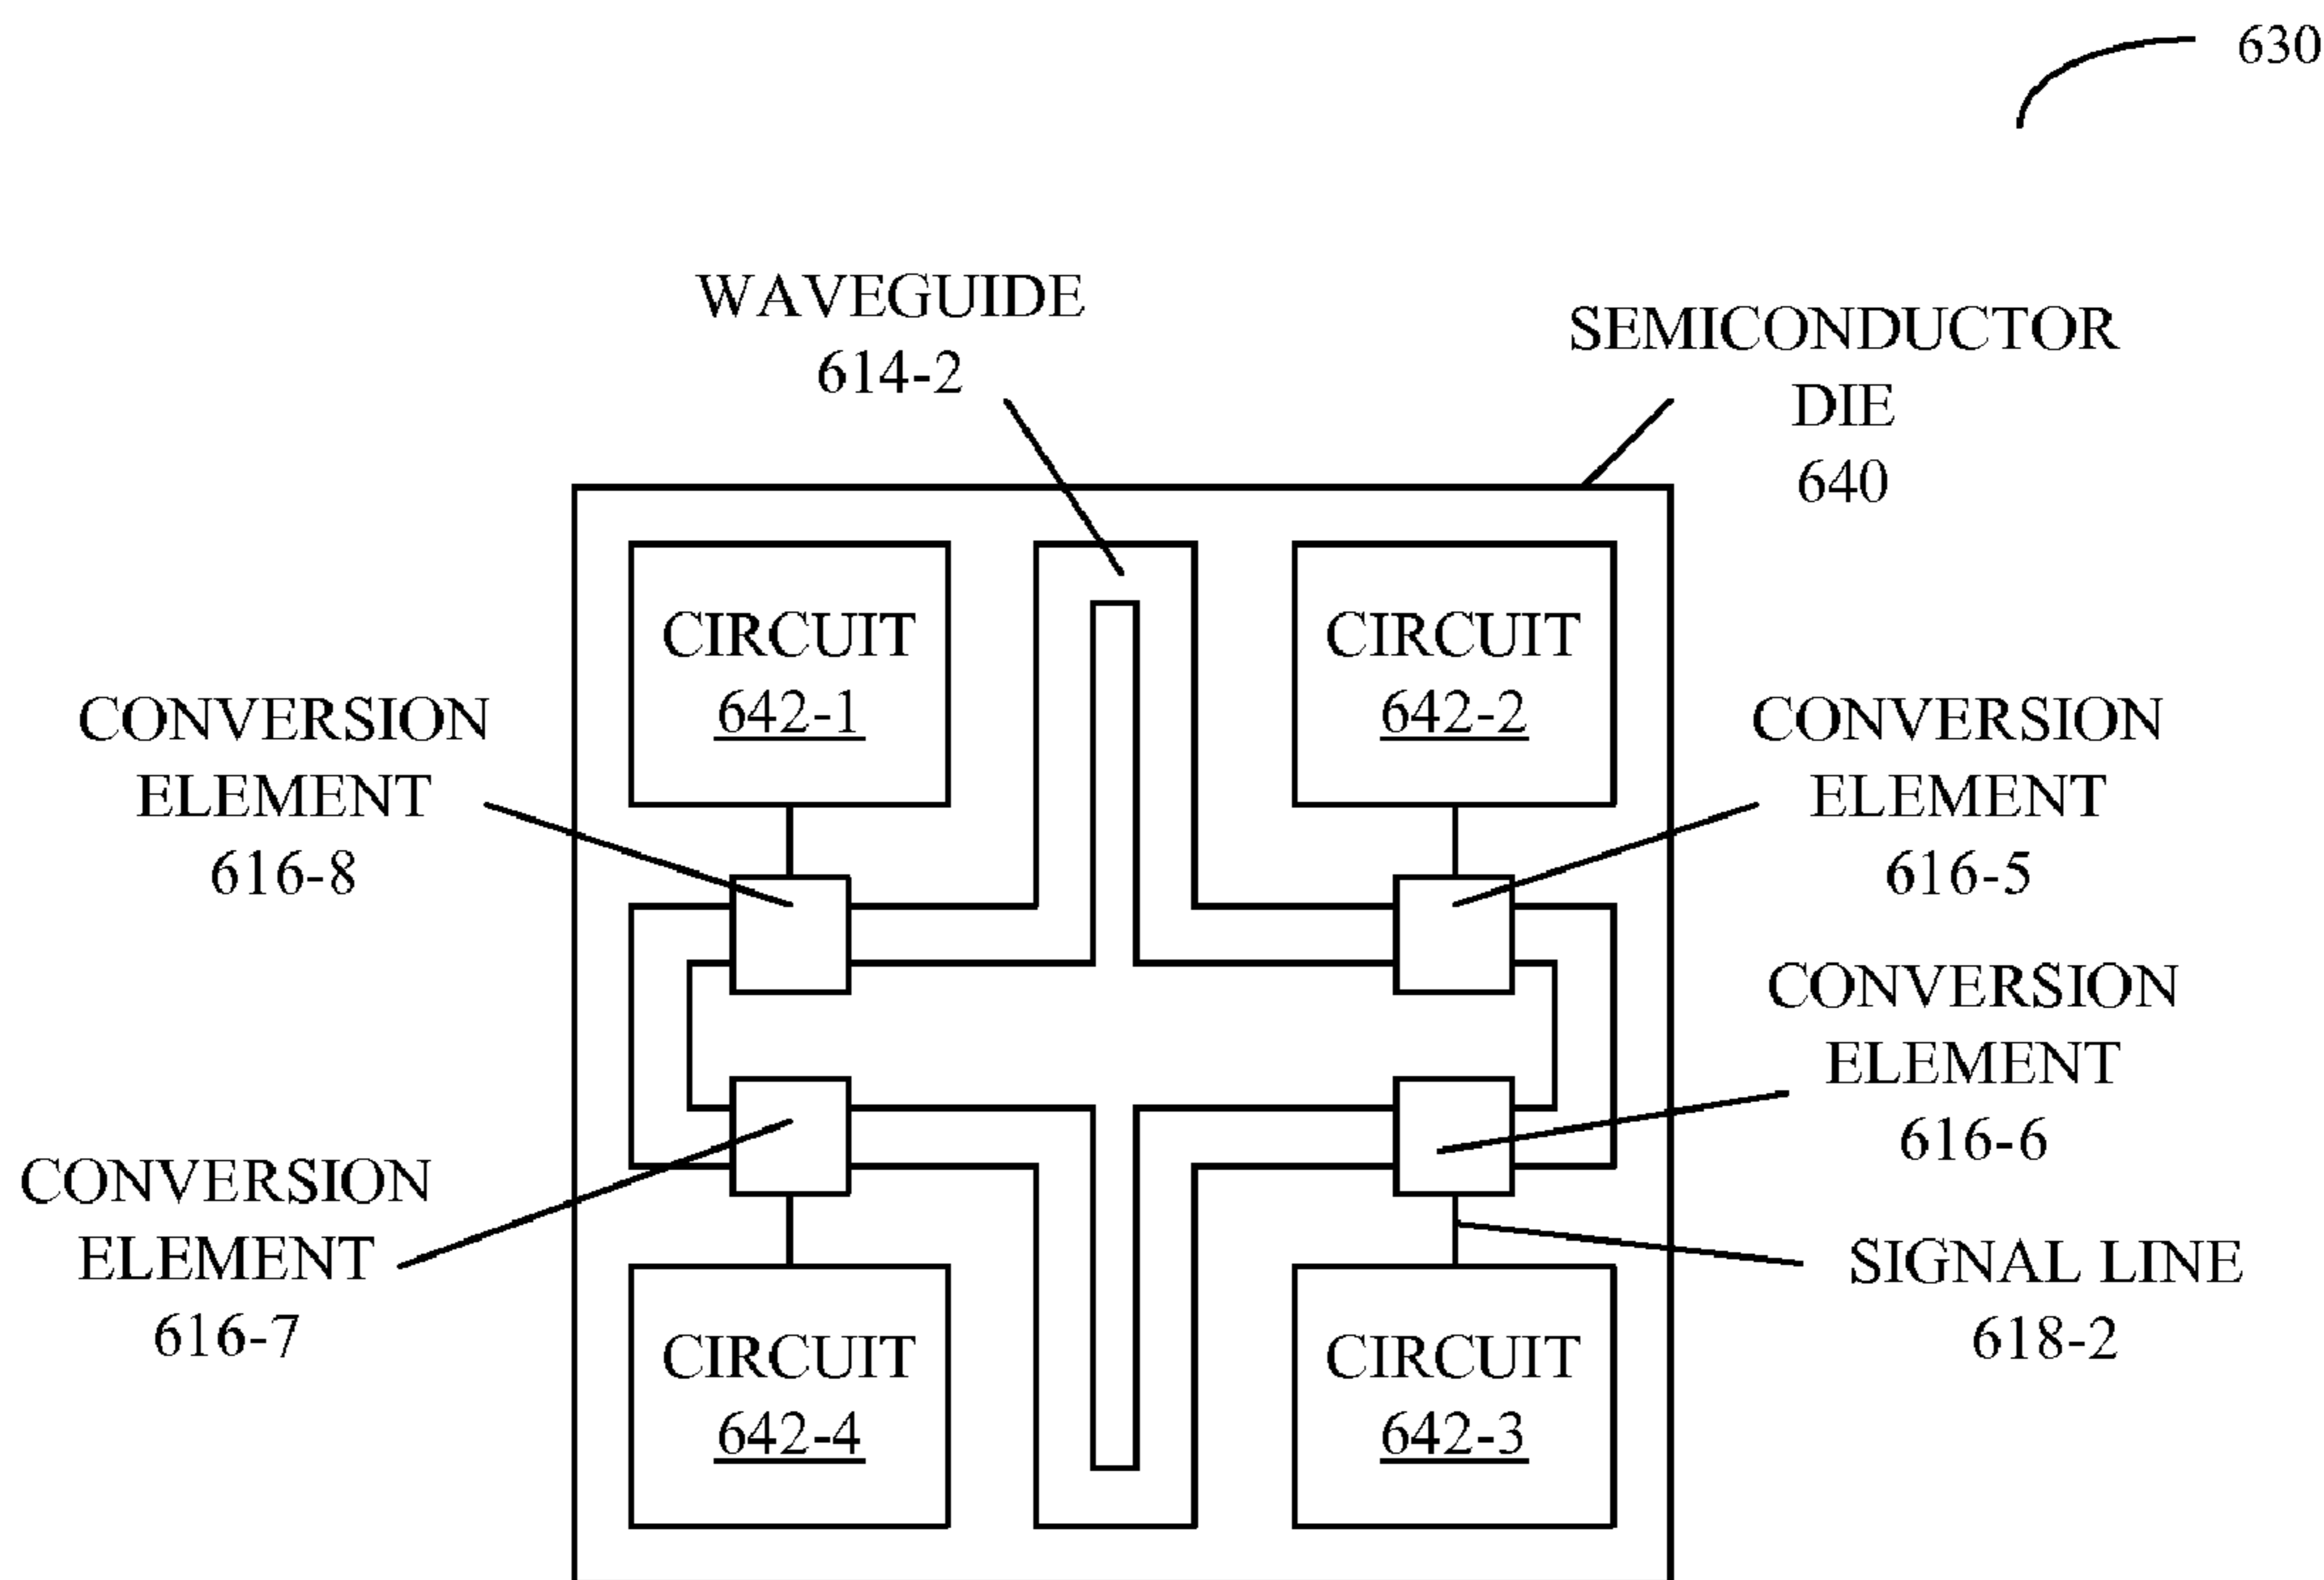 630
WAVEGUIDE
614-2
SEMICONDUCTOR
DIE
640
CIRCUIT
642-1
CIRCUIT
642-2
CONVERSION
ELEMENT
616-8
CONVERSION
ELEMENT
616-5
CONVERSION
ELEMENT
616-6
CONVERSION
ELEMENT
616-7
SIGNAL LINE
618-2
CIRCUIT
642-4
CIRCUIT
642-3